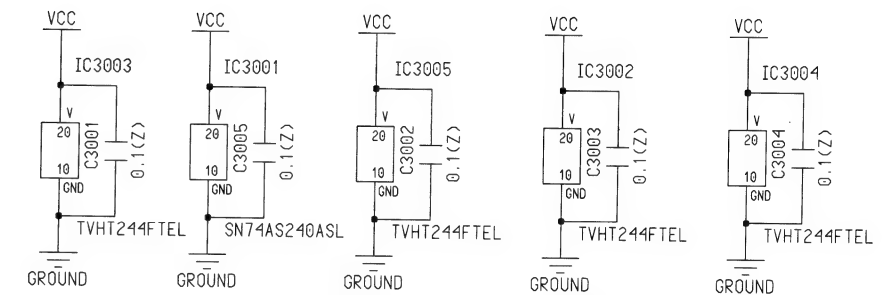 VCC
IC3003
V
20
10
GND
C3001
0.1(Z)
TVHT244FTEL
GROUND
VCC
IC3001
V
20
10
GND
C3005
0.1(Z)
SN74AS240ASL
GROUND
VCC
IC3005
V
20
10
GND
C3002
0.1(Z)
TVHT244FTEL
GROUND
VCC
IC3002
V
20
10
GND
C3003
0.1(Z)
TVHT244FTEL
GROUND
VCC
IC3004
V
20
10
GND
C3004
0.1(Z)
TVHT244FTEL
GROUND